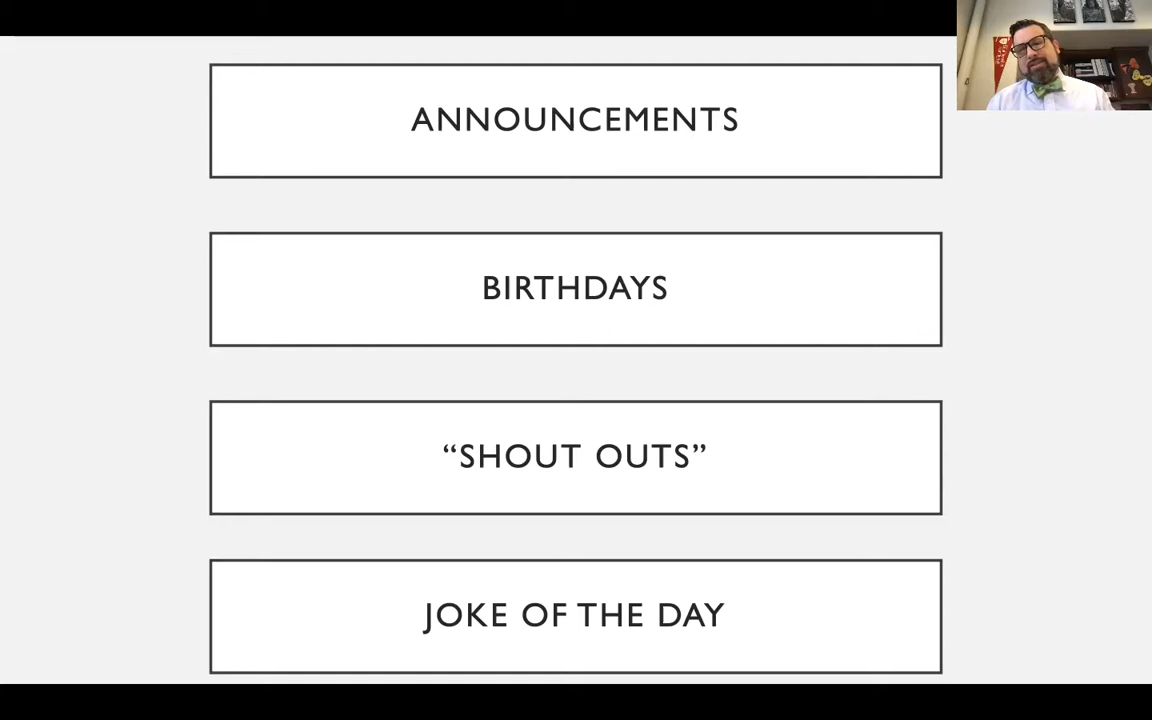 ANNOUNCEMENTS
BIRTHDAYS
“SHOUT OUTS”
JOKE OF THE DAY